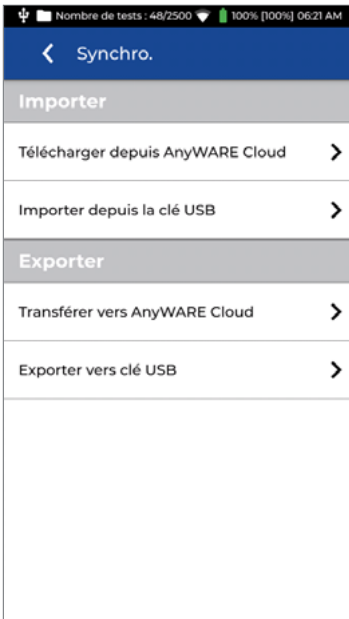 Nombre de tests : 48/2500 100% [100%] 06:21 AM
Synchro.
Importer
Télécharger depuis AnyWARE Cloud
Importer depuis la clé USB
Exporter
Transférer vers AnyWARE Cloud
Exporter vers clé USB